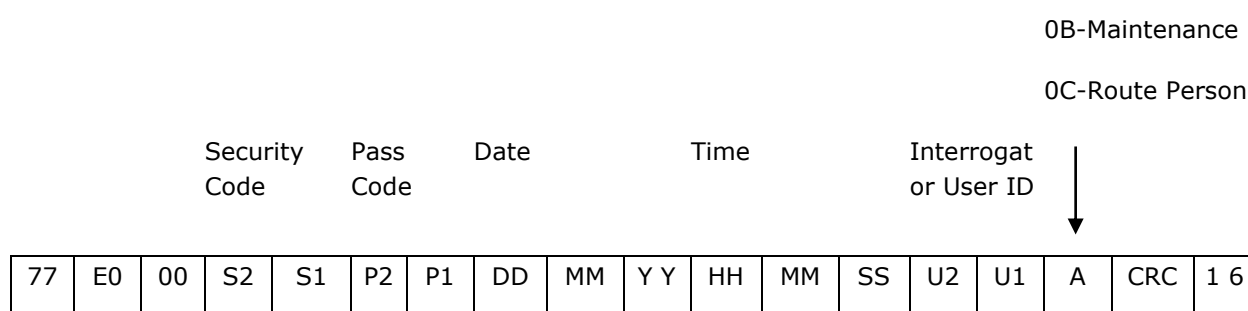 0B-Maintenance
0C-Route Person
Security Pass Date Time Interrogat
Code Code or User ID
77 E0 00 S2 S1 P2 P1 DD MM Y Y HH MM SS U2 U1 A CRC 1 6